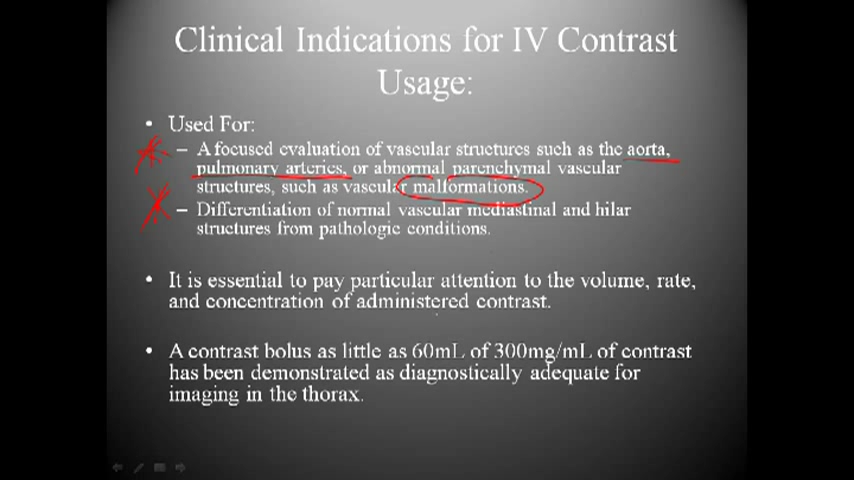 Clinical Indications for IV Contrast
Usage:
• Used For:
– A focused evaluation of vascular structures such as the aorta,
pulmonary arteries, or abnormal parenchymal vascular
structures, such as vascular malformations.
– Differentiation of normal vascular mediastinal and hilar
structures from pathologic conditions.
• It is essential to pay particular attention to the volume, rate,
and concentration of administered contrast.
• A contrast bolus as little as 60mL of 300mg/mL of contrast
has been demonstrated as diagnostically adequate for
imaging in the thorax.